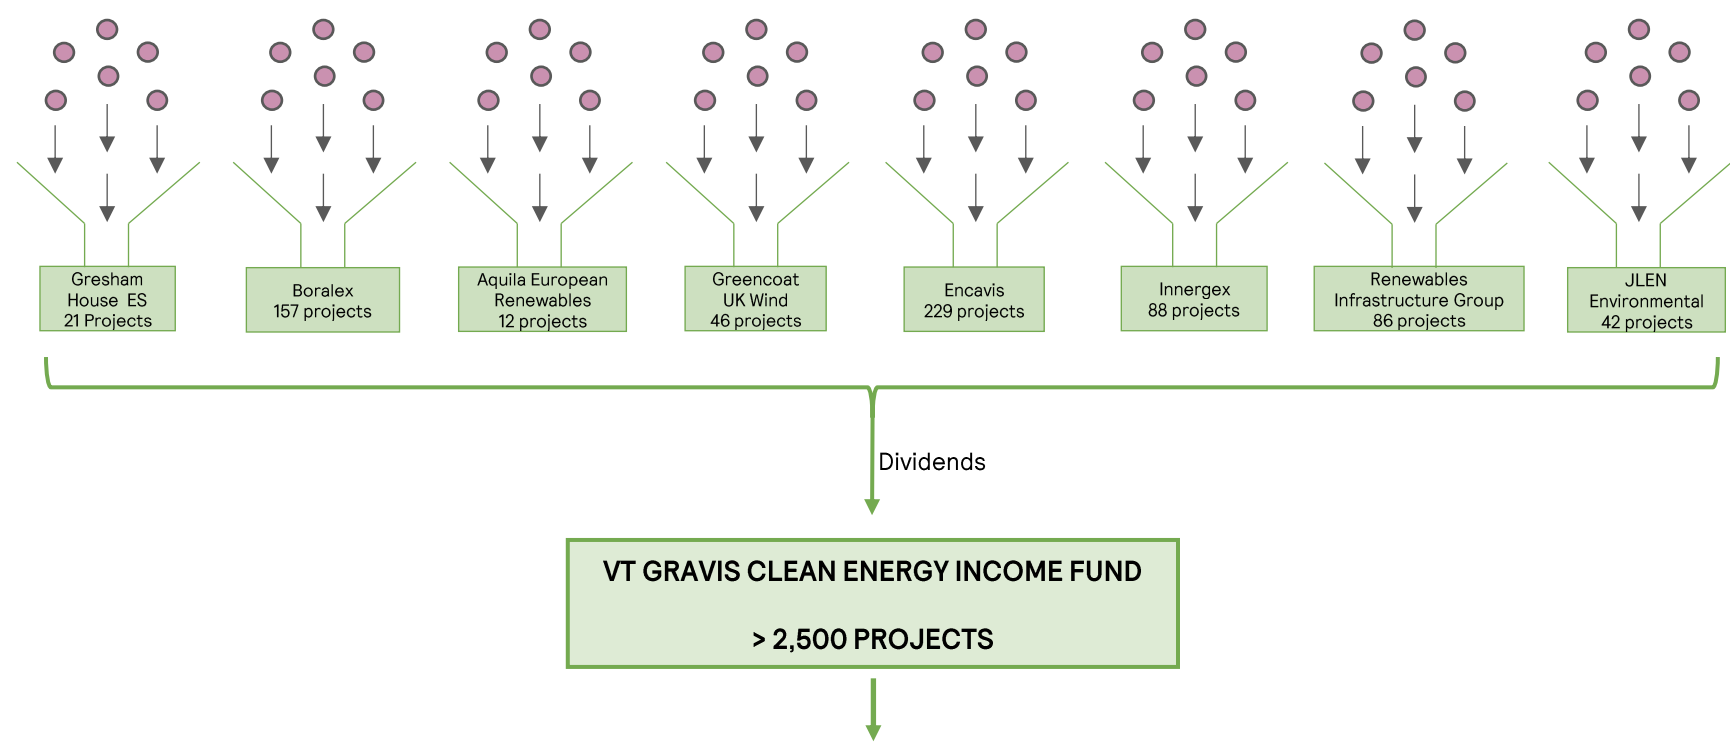 Gresham
House ES
21 Projects
Boralex
157 projects
Aquila European
Renewables
12 projects
Greencoat
UK Wind
46 projects
Encavis
229 projects
Innergex
88 projects
Renewables
Infrastructure Group
86 projects
JLEN
Environmental
42 projects
Dividends
VT GRAVIS CLEAN ENERGY INCOME FUND
> 2,500 PROJECTS